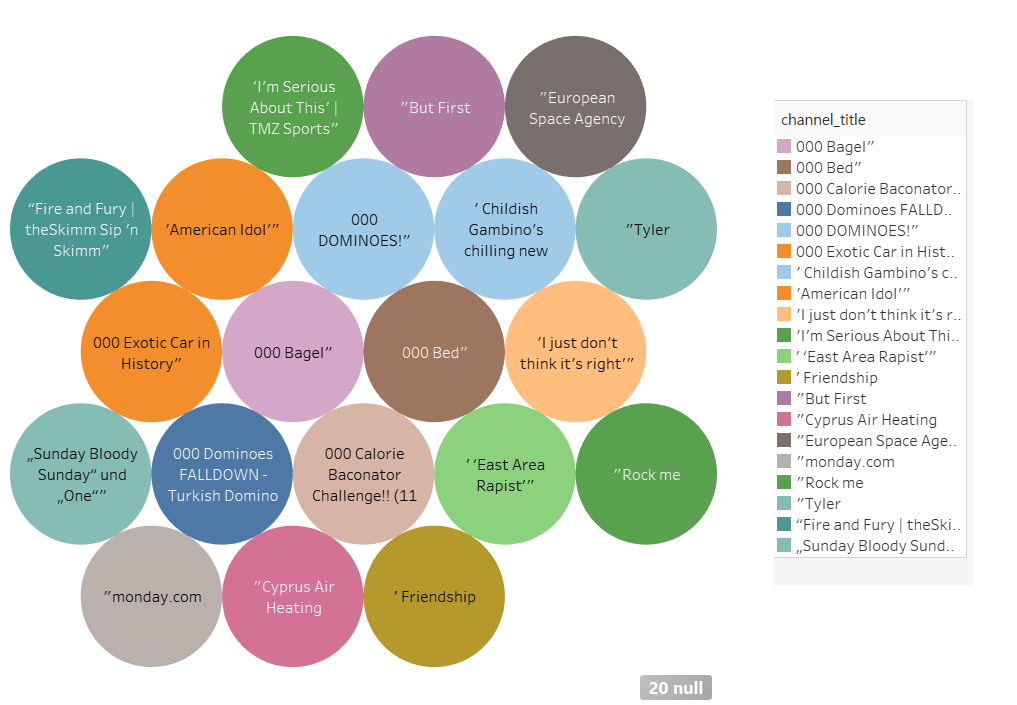 ’I’m Serious
About This’ |
TMZ Sports”
”But First
”European
Space Agency
“Fire and Fury |
theSkimm Sip ’n
Skimm”
’American Idol’”
000
DOMINOES!”
’ Childish
Gambino’s
chilling new
”Tyler
000 Exotic Car in
History”
000 Bagel”
000 Bed”
’I just don’t
think it’s right’”
„Sunday Bloody
Sunday“ und
„One“”
000 Dominoes
FALLDOWN -
Turkish Domino
000 Calorie
Baconator
Challenge!! (11
’ ‘East Area
Rapist’”
”Rock me
”monday.com
”Cyprus Air
Heating
’ Friendship
20 null
channel_title
000 Bagel”
000 Bed”
000 Calorie Baconator..
000 Dominoes FALLD..
000 DOMINOES!”
000 Exotic Car in Hist..
’ Childish Gambino’s c..
’American Idol’”
’I just don’t think it’s r..
’I’m Serious About Thi..
’ ‘East Area Rapist’”
’ Friendship
”But First
”Cyprus Air Heating
”European Space Age..
”monday.com
”Rock me
”Tyler
“Fire and Fury | theSki..
„Sunday Bloody Sund..